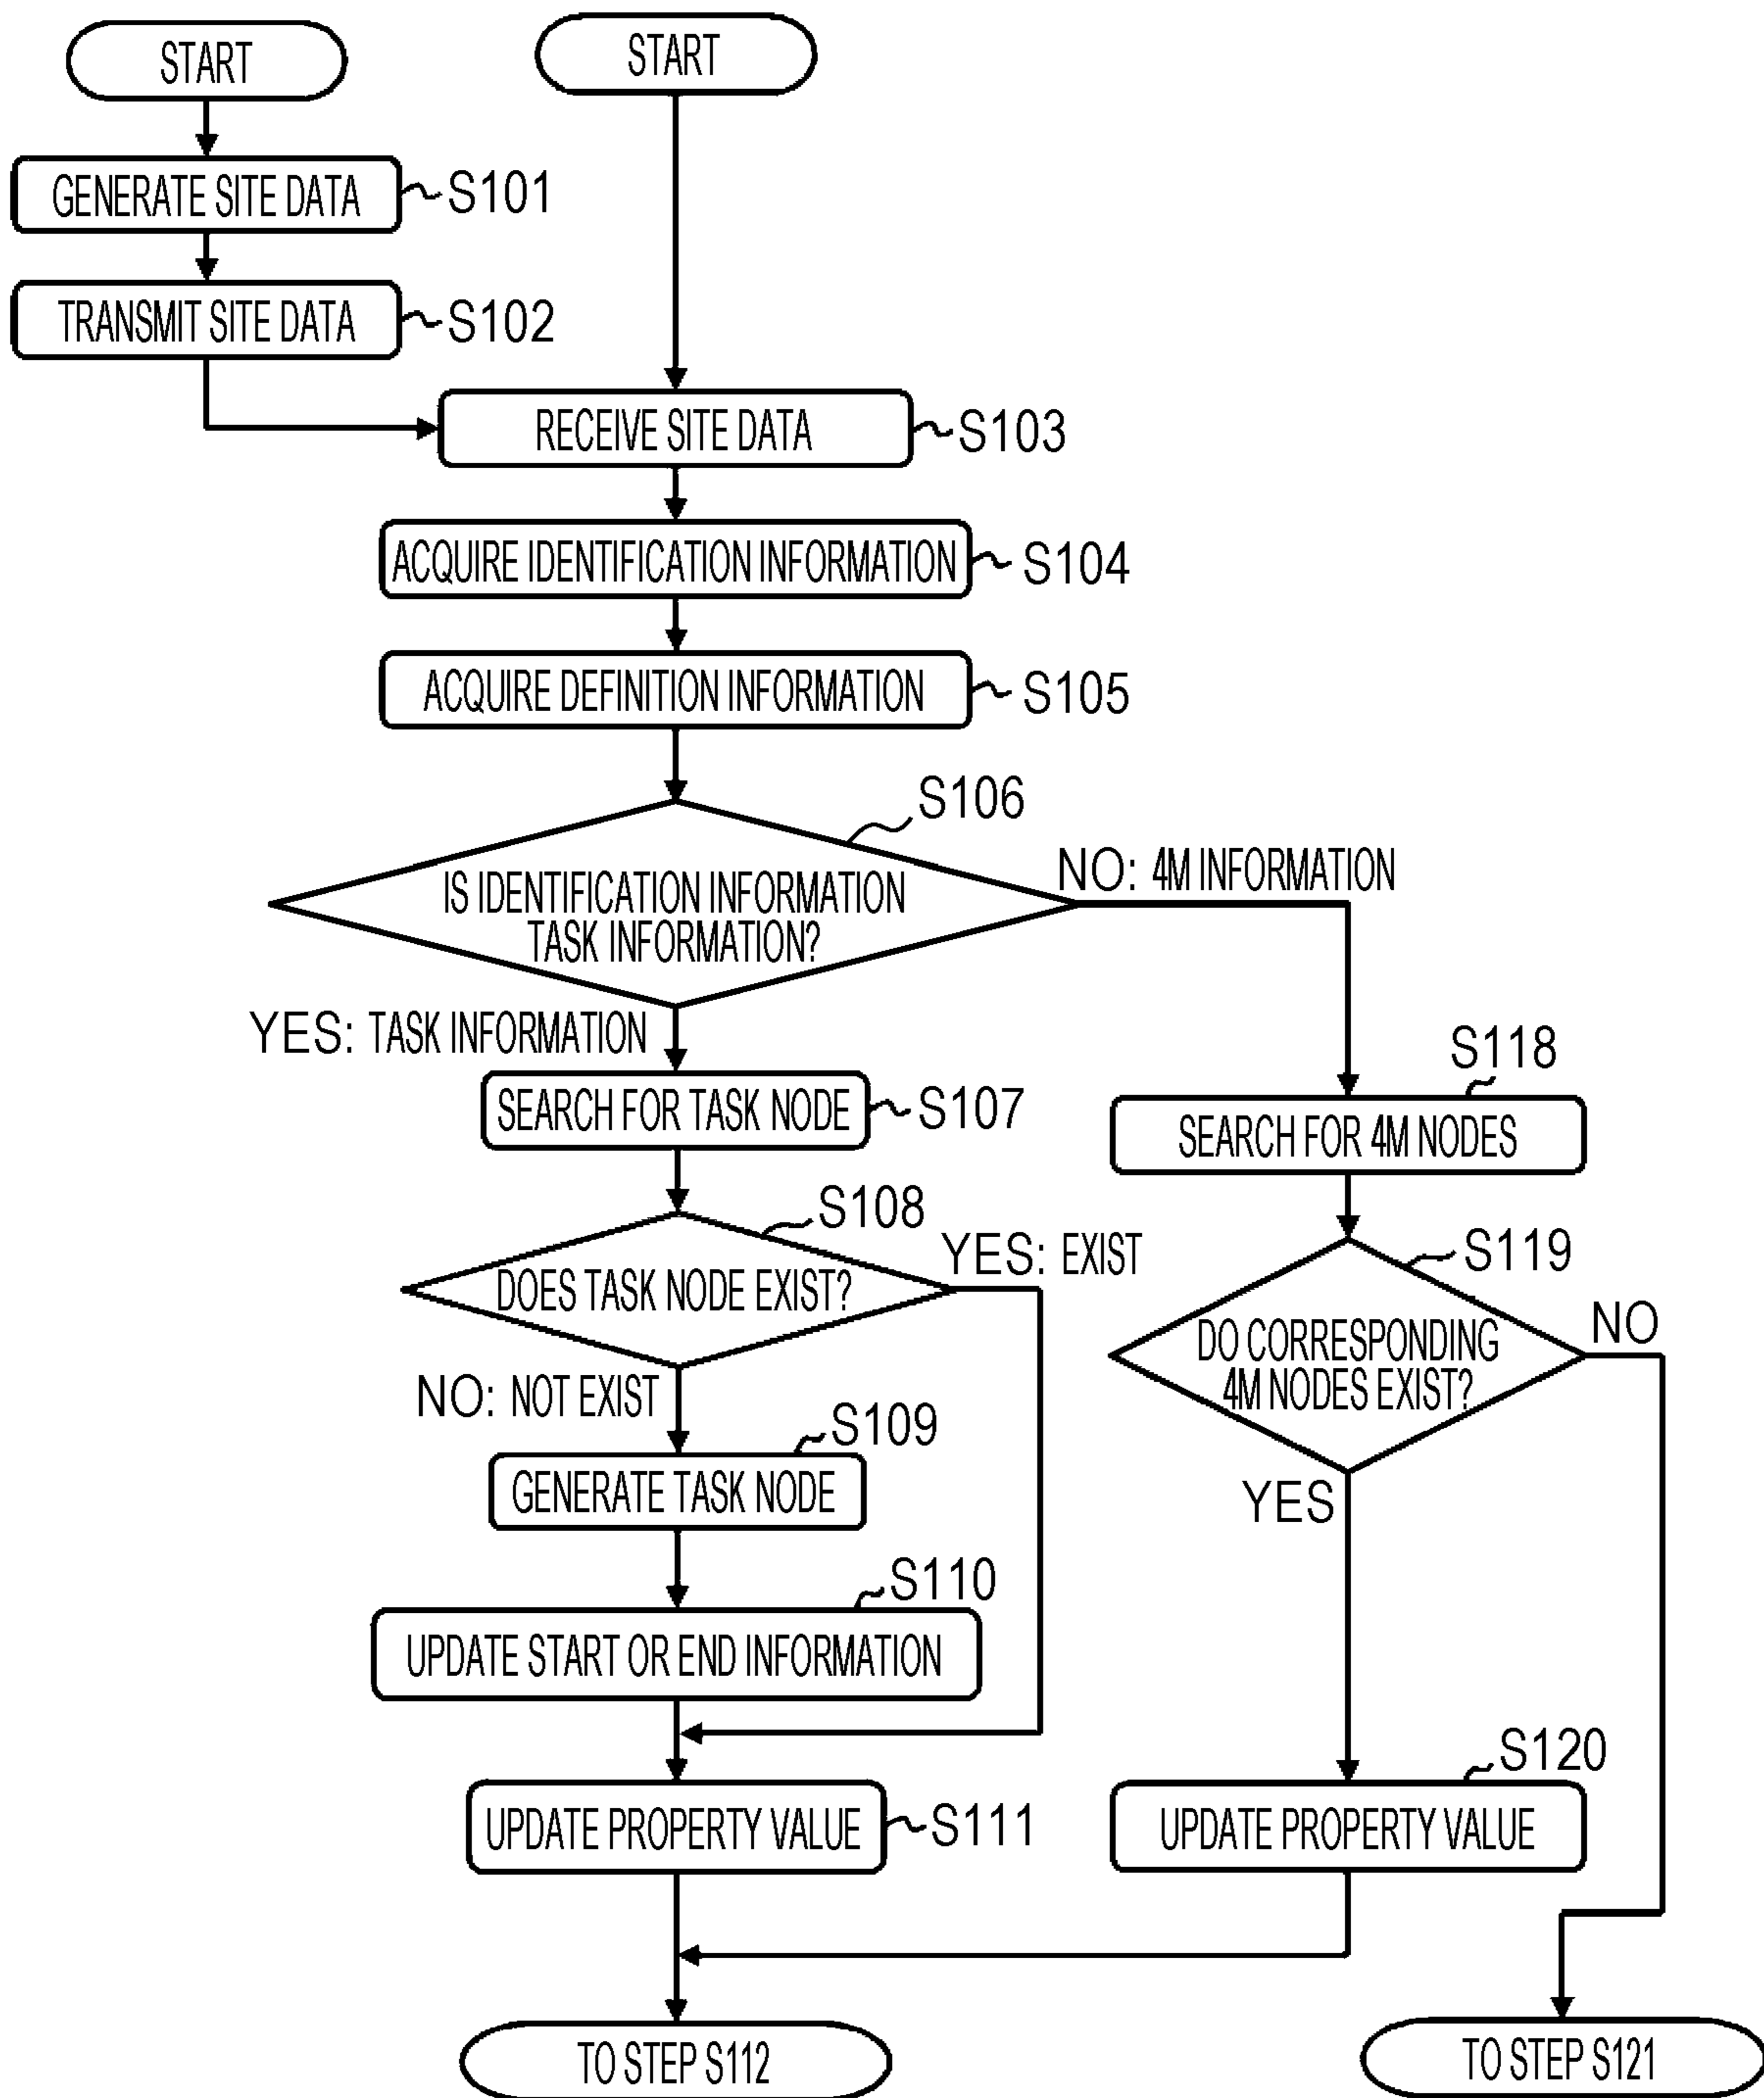 START
START
GENERATE SITE DATA
S101
TRANSMIT SITE DATA
S102
RECEIVE SITE DATA
S103
ACQUIRE IDENTIFICATION INFORMATION
S104
ACQUIRE DEFINITION INFORMATION
S105
S106
IS IDENTIFICATION INFORMATION
TASK INFORMATION?
NO: 4M INFORMATION
YES: TASK INFORMATION
SEARCH FOR TASK NODE
S107
S118
SEARCH FOR 4M NODES
S108
DOES TASK NODE EXIST?
YES: EXIST
S119
DO CORRESPONDING
4M NODES EXIST?
NO
NO: NOT EXIST
S109
GENERATE TASK NODE
YES
S110
UPDATE START OR END INFORMATION
UPDATE PROPERTY VALUE
S111
S120
UPDATE PROPERTY VALUE
TO STEP S112
TO STEP S121